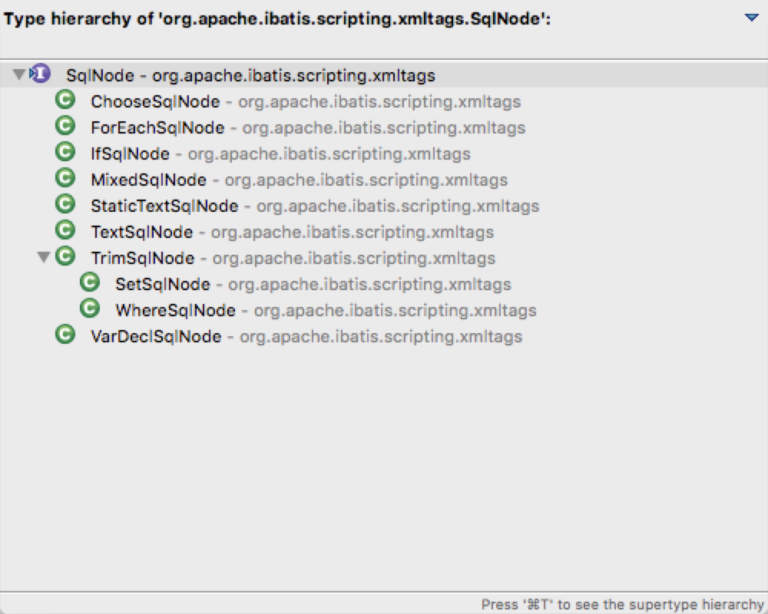 Type hierarchy of 'org.apache.ibatis.scripting.xmltags.SqlNode':
SqlNode - org.apache.ibatis.scripting.xmltags
ChooseSqlNode - org.apache.ibatis.scripting.xmltags
ForEachSqlNode - org.apache.ibatis.scripting.xmltags
IfSqlNode - org.apache.ibatis.scripting.xmltags
MixedSqlNode - org.apache.ibatis.scripting.xmltags
StaticTextSqlNode - org.apache.ibatis.scripting.xmltags
TextSqlNode - org.apache.ibatis.scripting.xmltags
TrimSqlNode - org.apache.ibatis.scripting.xmltags
SetSqlNode - org.apache.ibatis.scripting.xmltags
WhereSqlNode - org.apache.ibatis.scripting.xmltags
VarDeclSqlNode - org.apache.ibatis.scripting.xmltags
Press '⌘T' to see the supertype hierarchy